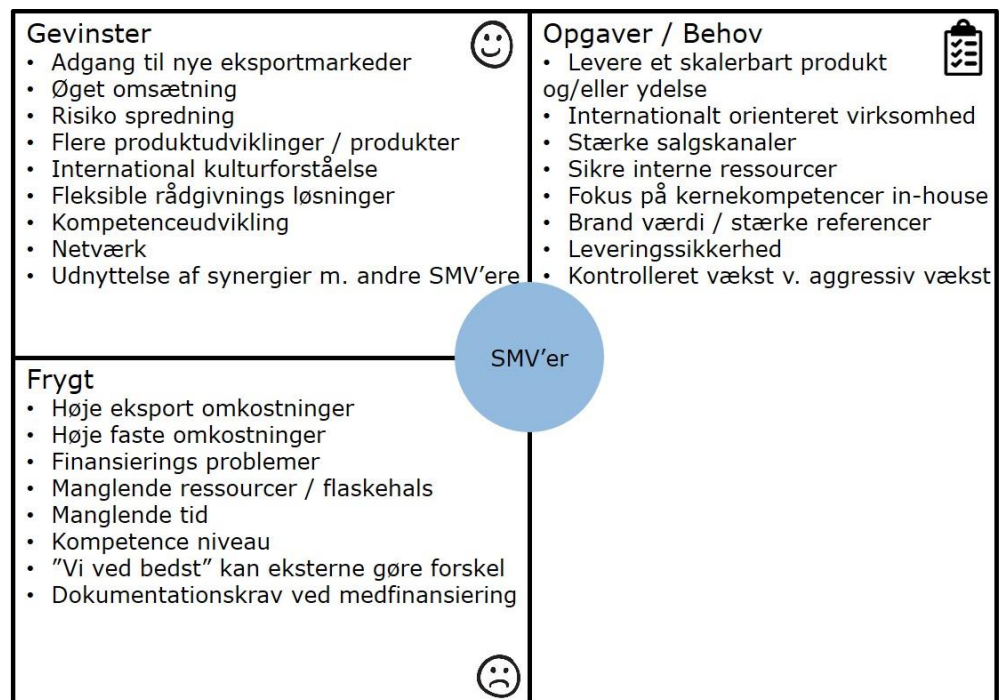 Gevinster
• Adgang til nye eksportmarkeder
• Øget omsætning
• Risiko spredning
• Flere produktudviklinger / produkter
• International kulturforståelse
• Fleksible rådgivnings løsninger
• Kompetenceudvikling
• Netværk
• Udnyttelse af synergier m. andre SMV'ere
Opgaver / Behov
• Levere et skalerbart produkt
og/eller ydelse
• Internationalt orienteret virksomhed
• Stærke salgskanaler
• Sikre interne ressourcer
• Fokus på kernekompetencer in-house
• Brand værdi / stærke referencer
• Leveringssikkerhed
• Kontrolleret vækst v. aggressiv vækst
SMV'er
Frygt
• Høje eksport omkostninger
• Høje faste omkostninger
• Finansierings problemer
• Manglende ressourcer / flaskehals
• Manglende tid
• Kompetence niveau
• ”Vi ved bedst” kan eksterne gøre forskel
• Dokumentationskrav ved medfinansiering